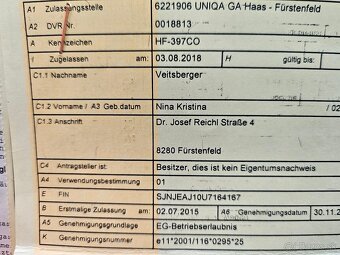 A1 Zulassungsstelle 6221906 UNIQA GA Haas - Fürstenfeld
A2 DVR Nr. 0018813
A Kennzeichen HF-397CO
I Zugelassen am: 03.08.2018 H gültig bis:
C1.1 Nachname Veitsberger
C1.2 Vorname / A3 Geb.datum Nina Kristina / 02
C1.3 Anschrift Dr. Josef Reichl Straße 4
8280 Fürstenfeld
C4 Antragsteller ist: Besitzer, dies ist kein Eigentumsnachweis
A4 Verwendungsbestimmung 01
E FIN SJNJEAJ10U7164167
B Erstmalige Zulassung am: 02.07.2015 A6 Genehmigungsdatum 30.11.2
A5 Genehmigungsgrundlage EG-Betriebserlaubnis
K Genehmigungsnummer e11*2001/116*0295*25